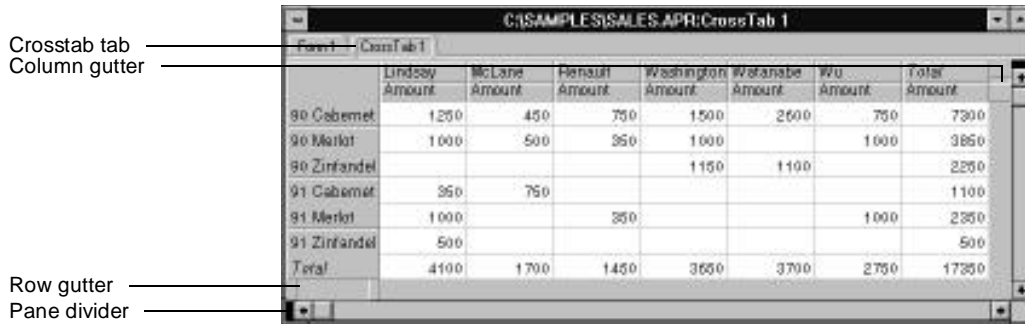 C:\SAMPLES\SALES.APR:CrossTab 1
Crosstab tab
Form1 CrossTab1
Column gutter
Lindsay McLane Renault Washington Watanabe Wu Total
Amount Amount Amount Amount Amount Amount Amount
90 Cabernet 1250 450 750 1500 2600 750 7300
90 Merlot 1000 500 350 1000 1000 3850
90 Zinfandel 1150 1100 2250
91 Cabernet 350 750 1100
91 Merlot 1000 350 1000 2350
91 Zinfandel 500 500
Total 4100 1700 1450 3650 3700 2750 17350
Row gutter
Pane divider